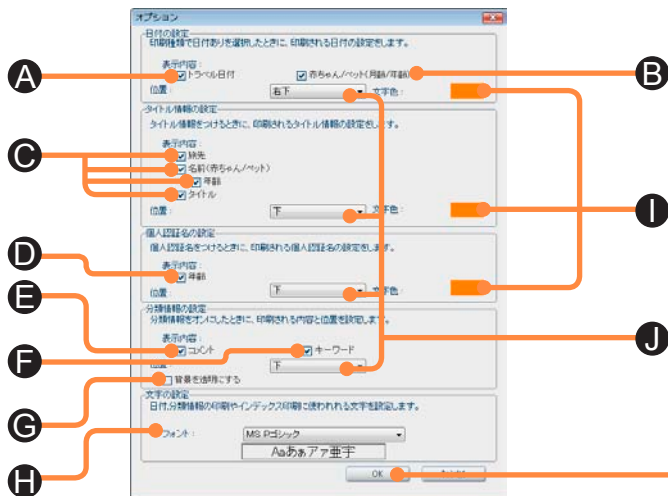 オプション
日付の設定
印刷種類で日付ありを選択したときに、印刷される日付の設定をします。
表示内容:
A トラベル日付 赤ちゃん/ペット(月齢/年齢) B
位置: 右下 文字色:
タイトル情報の設定
タイトル情報をつけるときに、印刷されるタイトル情報の設定をします。
表示内容:
旅先
C 名前(赤ちゃん/ペット)
年齢
タイトル
位置: 下 文字色: I
個人認証名の設定
個人認証名をつけるときに、印刷される個人認証名の設定をします。
表示内容:
D 年齢
位置: 下 文字色:
分類情報の設定
分類情報をオンにしたときに、印刷される内容と位置を設定します。
表示内容:
E コメント キーワード J
F 位置: 下
G 背景を透明にする
文字の設定
日付、分類情報の印刷やインデックス印刷に使われれる文字を設定します。
H フォント: MS Pゴシック
Aaあぁアァ亜宇
OK